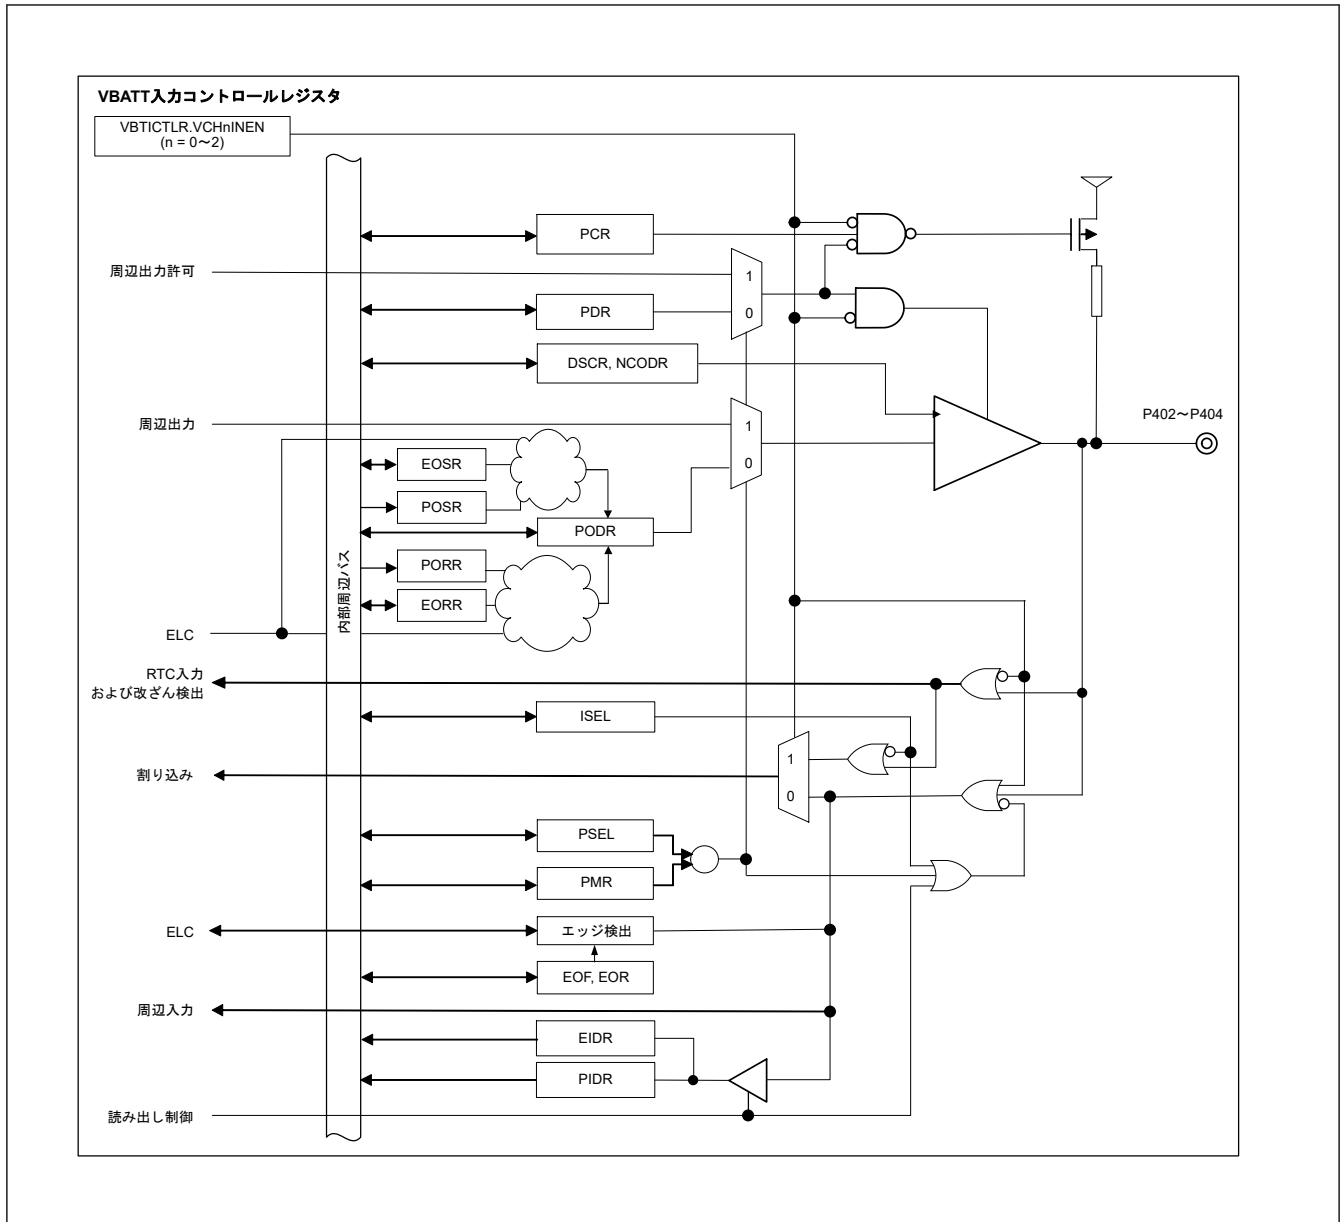 VBATT入力コントロールレジスタ
VBTICTLR.VCHnINEN
(n = 0～2)
PCR
周辺出力許可
1
0
PDR
DSCR, NCODR
周辺出力
1
0
P402～P404
EOSR
POSR
PODR
内部周辺バス
PORR
EORR
ELC
RTC入力
および改ざん検出
ISEL
割り込み
1
0
PSEL
PMR
ELC
エッジ検出
EOF, EOR
周辺入力
EIDR
PIDR
読み出し制御